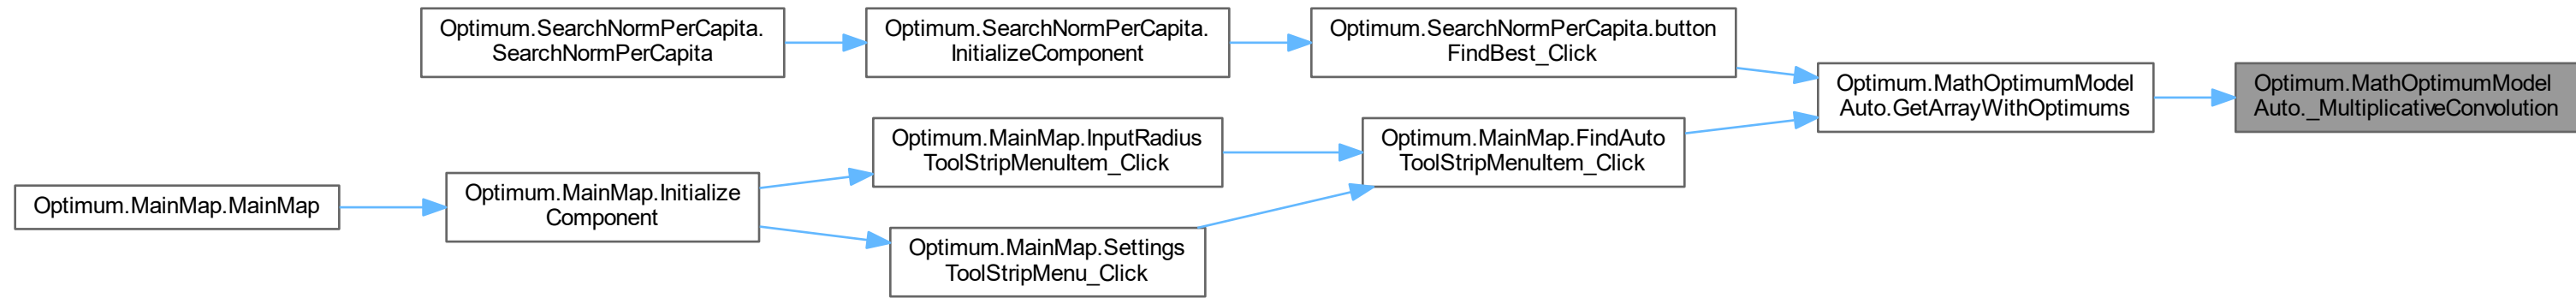 Optimum.SearchNormPerCapita.
SearchNormPerCapita
Optimum.SearchNormPerCapita.
InitializeComponent
Optimum.SearchNormPerCapita.button
FindBest_Click
Optimum.MathOptimumModel
Auto.GetArrayWithOptimums
Optimum.MathOptimumModel
Auto._MultiplicativeConvolution
Optimum.MainMap.InputRadius
ToolStripMenuItem_Click
Optimum.MainMap.FindAuto
ToolStripMenuItem_Click
Optimum.MainMap.MainMap
Optimum.MainMap.Initialize
Component
Optimum.MainMap.Settings
ToolStripMenu_Click